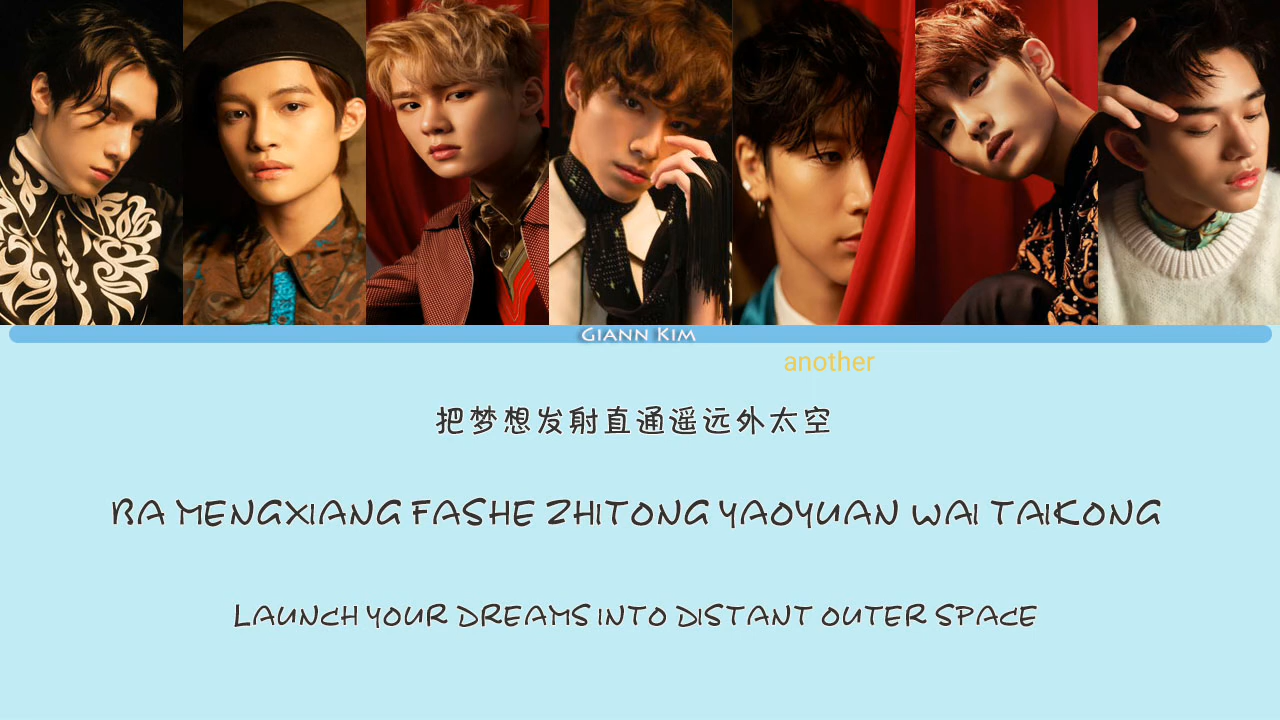 Giann Kim
another
把梦想发射直通遥远外太空
BA MENGXIANG FASHE ZHITONG YAOYUAN WAI TAIKONG
LAUNCH YOUR DREAMS INTO DISTANT OUTER SPACE